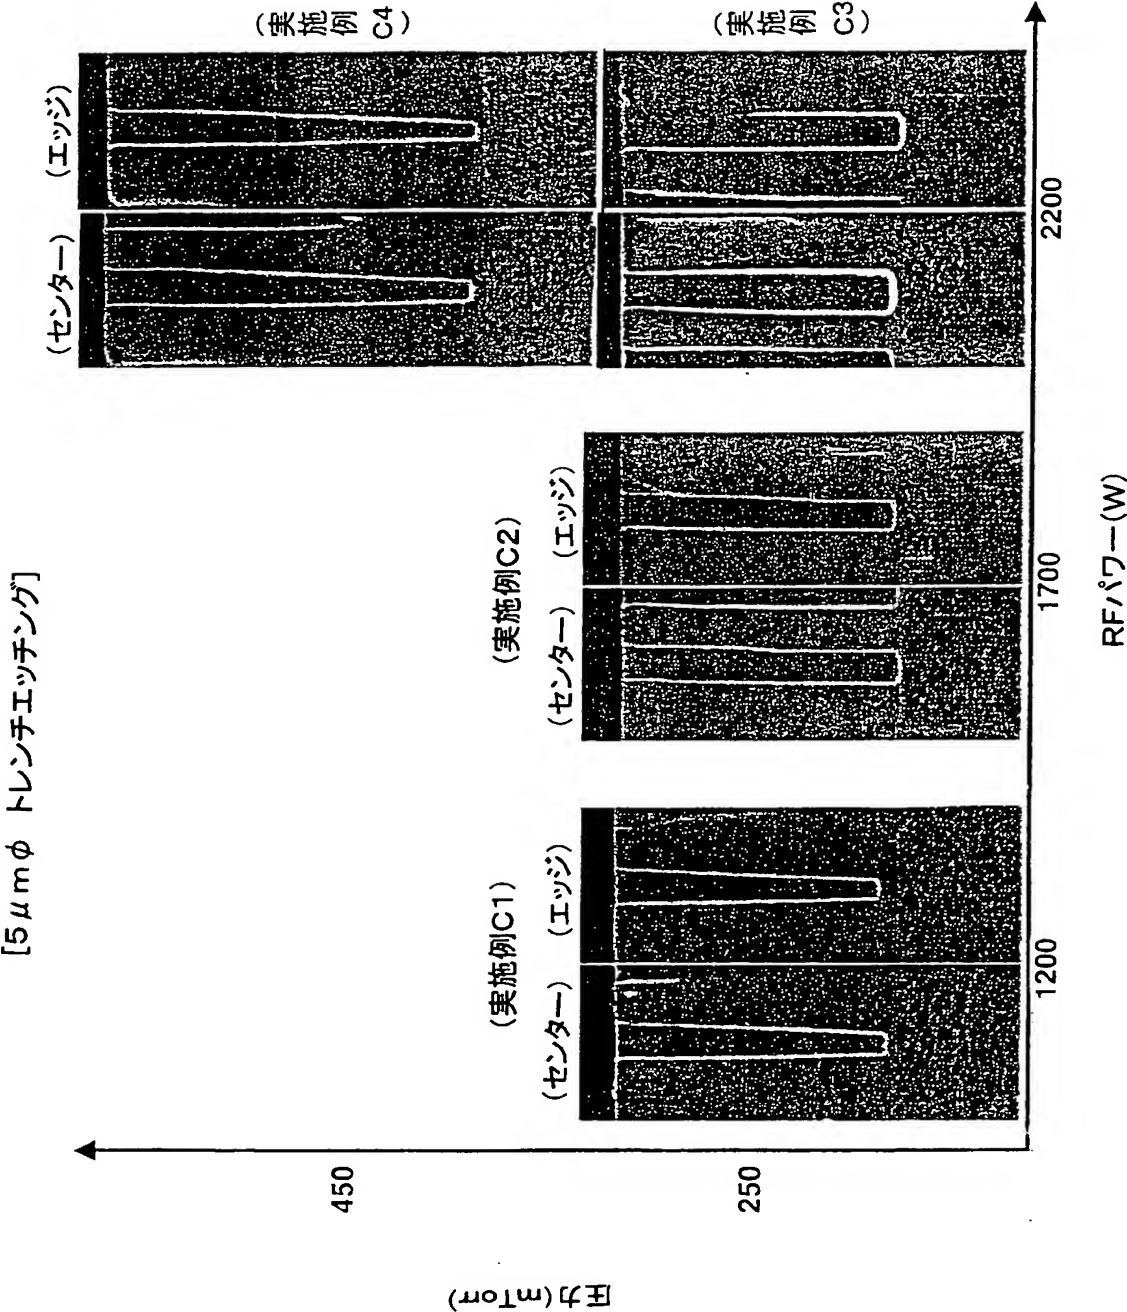 [5μmφ トレンチエッチング]
圧力(mTorr)
450
250
(センター)
(エッジ)
(実施例C4)
(実施例C1)
(センター)
(エッジ)
(実施例C2)
(センター)
(エッジ)
(実施例C3)
1200
1700
2200
RFパワー(W)